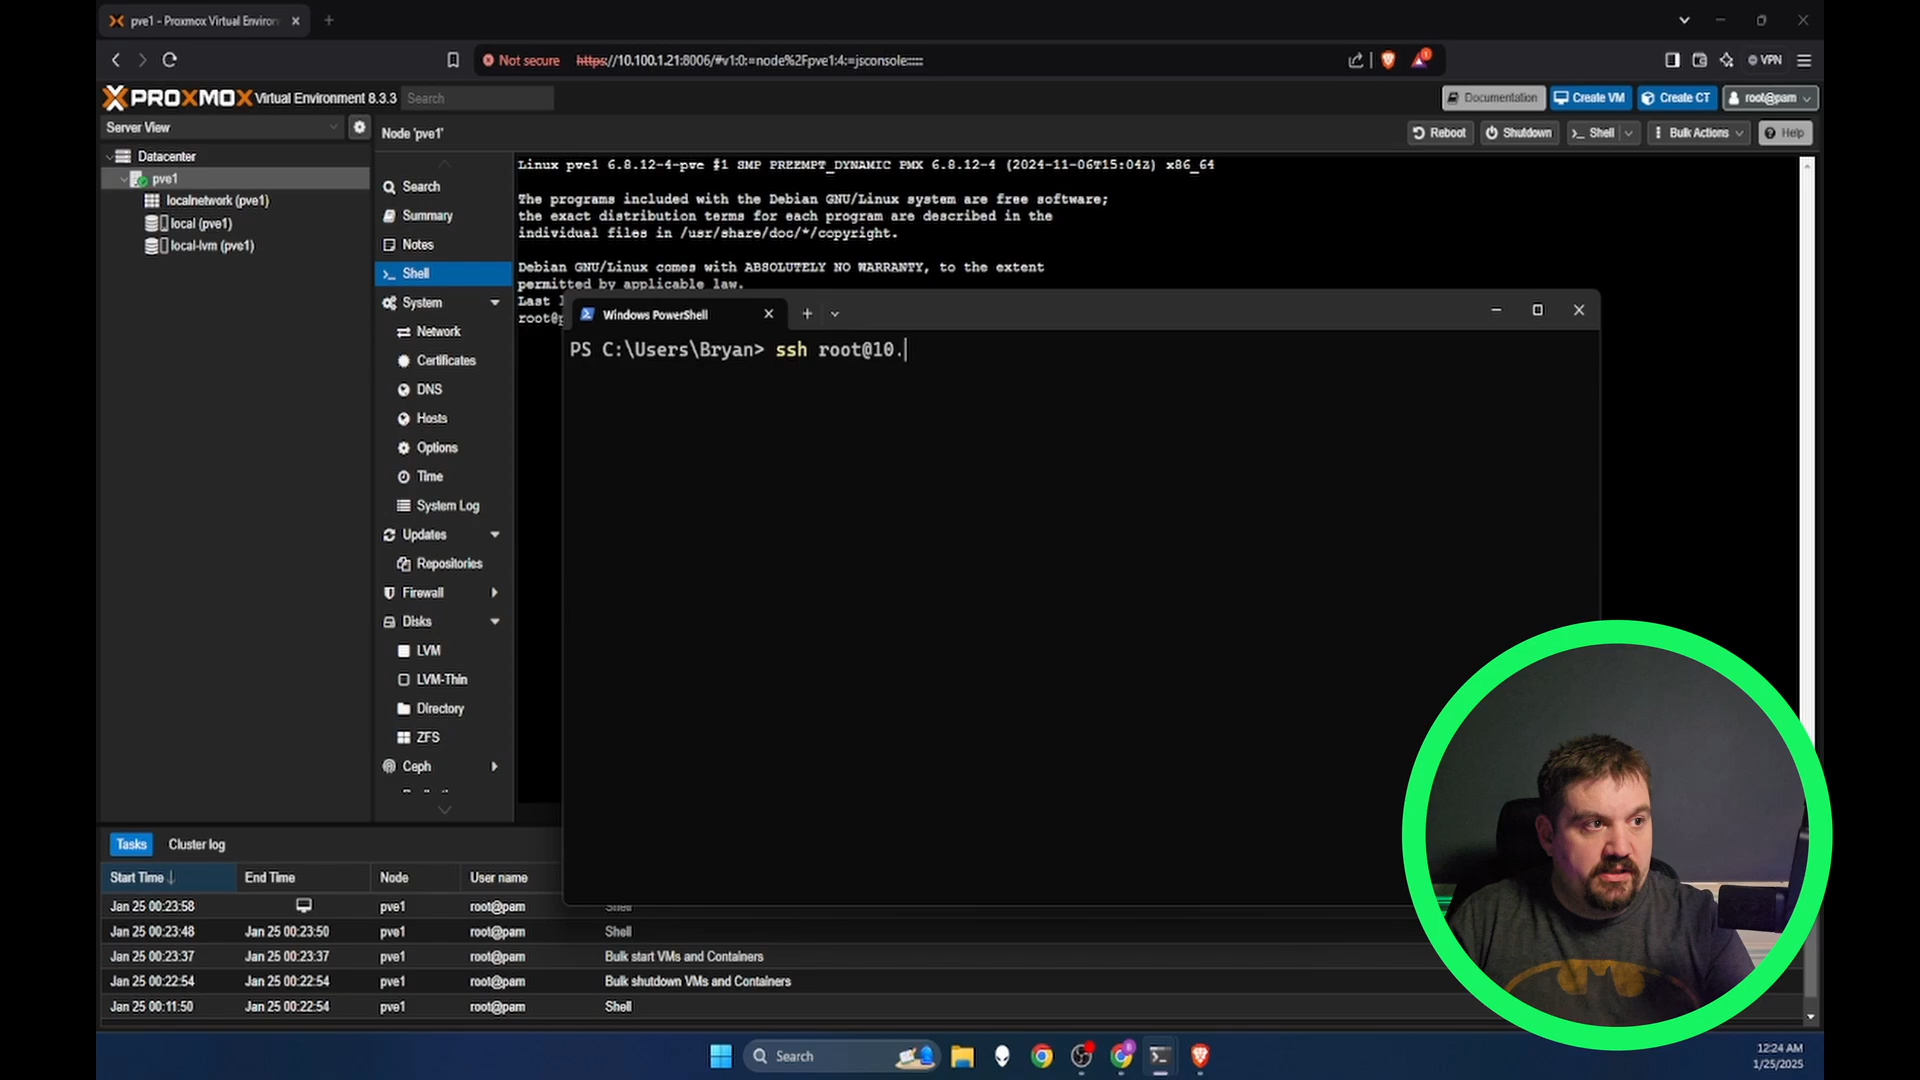 pve1 - Proxmox Virtual Environ
Not secure https://10.100.1.21:8006/#v1:0:=node%2Fpve1:4:=jsconsole:::::
VPN
PROXMOX Virtual Environment 8.3.3 Search
Documentation Create VM Create CT root@pam
Server View
Node 'pve1'
Reboot Shutdown >_ Shell Bulk Actions Help
Datacenter
pve1
localnetwork (pve1)
local (pve1)
local-lvm (pve1)
Search
Summary
Notes
>_ Shell
System
Network
Certificates
DNS
Hosts
Options
Time
System Log
Updates
Repositories
Firewall
Disks
LVM
LVM-Thin
Directory
ZFS
Ceph
Linux pve1 6.8.12-4-pve #1 SMP PREEMPT_DYNAMIC PMX 6.8.12-4 (2024-11-06T15:04Z) x86_64
The programs included with the Debian GNU/Linux system are free software;
the exact distribution terms for each program are described in the
individual files in /usr/share/doc/*/copyright.
Debian GNU/Linux comes with ABSOLUTELY NO WARRANTY, to the extent
permitted by applicable law.
Last
root@
Windows PowerShell
PS C:\Users\Bryan> ssh root@10.
Tasks Cluster log
Start Time End Time Node User name
Jan 25 00:23:58 pve1 root@pam Shell
Jan 25 00:23:48 Jan 25 00:23:50 pve1 root@pam Shell
Jan 25 00:23:37 Jan 25 00:23:37 pve1 root@pam Bulk start VMs and Containers
Jan 25 00:22:54 Jan 25 00:22:54 pve1 root@pam Bulk shutdown VMs and Containers
Jan 25 00:11:50 Jan 25 00:22:54 pve1 root@pam Shell
Search
12:24 AM
1/25/2025